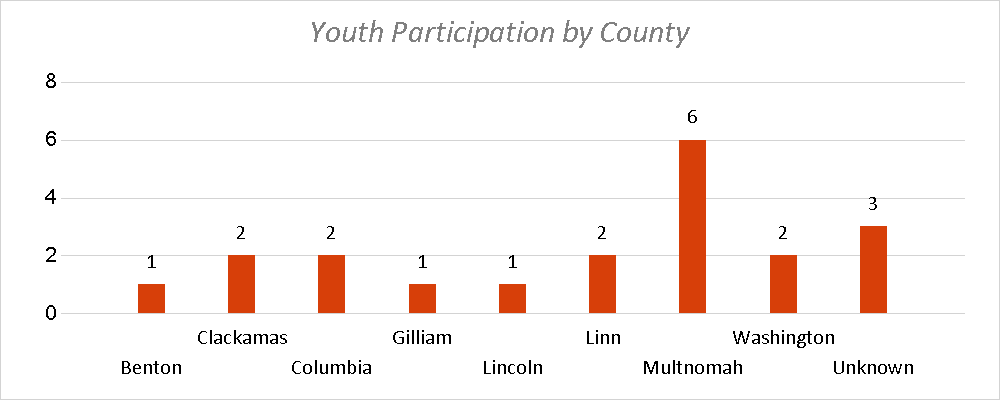 Youth Participation by County
8
6
4
2
0
1
2
2
1
1
2
6
2
3
Benton
Clackamas
Columbia
Gilliam
Lincoln
Linn
Multnomah
Washington
Unknown